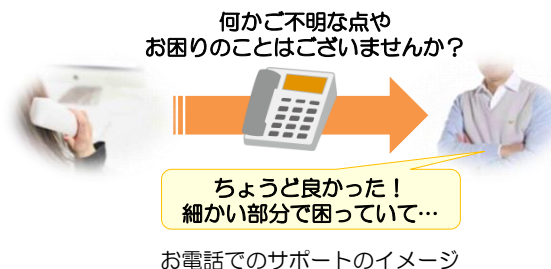 何かご不明な点や
お困りのことはございませんか？
ちょうど良かった！
細かい部分で困っていて…
お電話でのサポートのイメージ